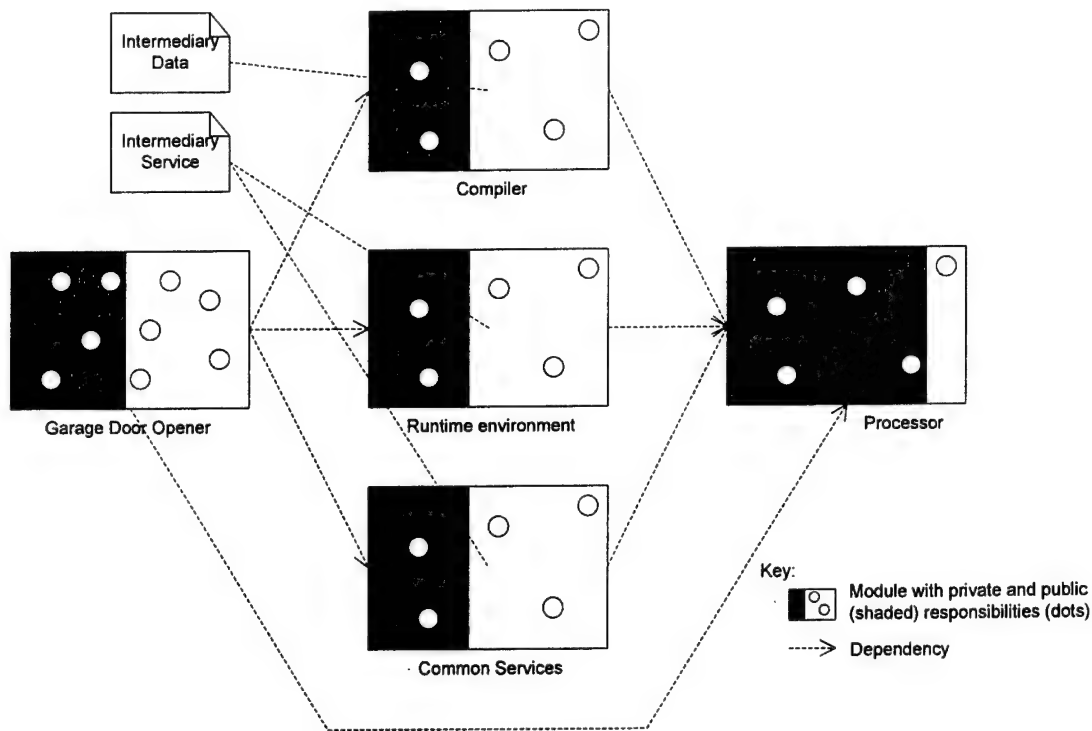 Intermediary
Data
Intermediary
Service
Compiler
Garage Door Opener
Runtime environment
Processor
Common Services
Key:
Module with private and public
(shaded) responsibilities (dots)
Dependency